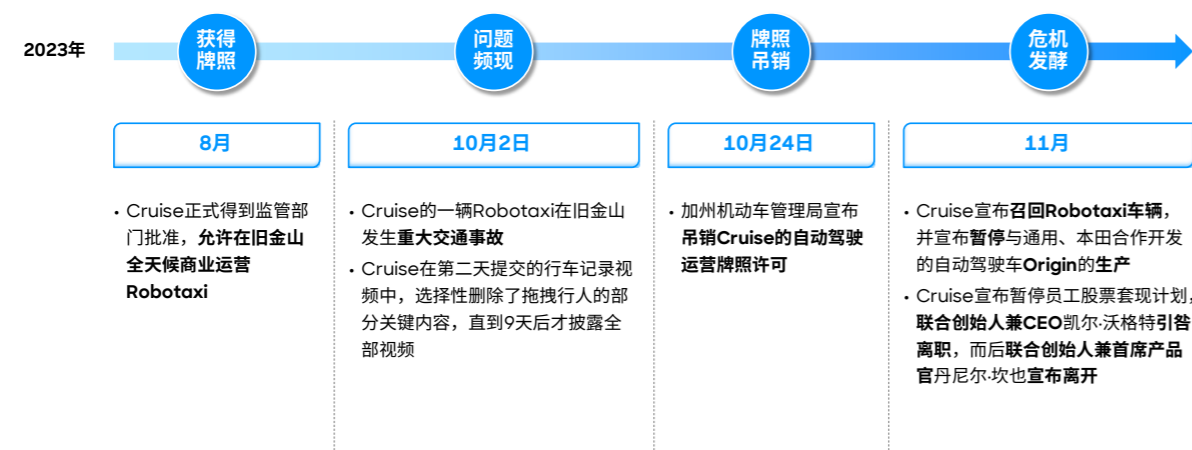 2023年
获得
牌照
问题
频现
牌照
吊销
危机
发酵
8月
10月2日
10月24日
11月
• Cruise正式得到监管部
门批准，允许在旧金山
全天候商业运营
Robotaxi
• Cruise的一辆Robotaxi在旧金山
发生重大交通事故
• Cruise在第二天提交的行车记录视
频中，选择性删除了拖拽行人的部
分关键内容，直到9天后才披露全
部视频
• 加州机动车管理局宣布
吊销Cruise的自动驾驶
运营牌照许可
• Cruise宣布召回Robotaxi车辆，
并宣布暂停与通用、本田合作开发
的自动驾驶车Origin的生产
• Cruise宣布暂停员工股票套现计划，
联合创始人兼CEO凯尔·沃格特引咎
离职，而后联合创始人兼首席产品
官丹尼尔·坎也宣布离开